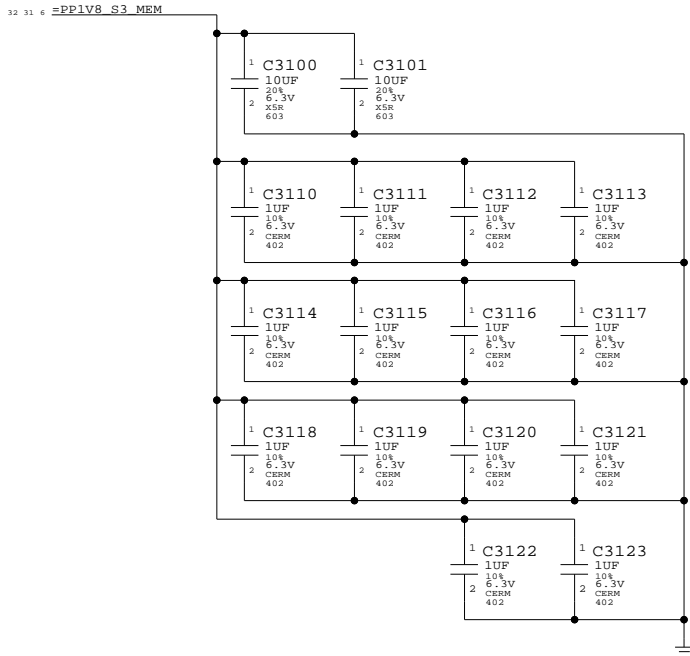 32 31 6 =PP1V8_S3_MEM
1 C3100 1 C3101
10UF 10UF
20% 20%
6.3V 6.3V
2 X5R 2 X5R
603 603
1 C3110 1 C3111 1 C3112 1 C3113
1UF 1UF 1UF 1UF
10% 10% 10% 10%
6.3V 6.3V 6.3V 6.3V
2 CERM 2 CERM 2 CERM 2 CERM
402 402 402 402
1 C3114 1 C3115 1 C3116 1 C3117
1UF 1UF 1UF 1UF
10% 10% 10% 10%
6.3V 6.3V 6.3V 6.3V
2 CERM 2 CERM 2 CERM 2 CERM
402 402 402 402
1 C3118 1 C3119 1 C3120 1 C3121
1UF 1UF 1UF 1UF
10% 10% 10% 10%
6.3V 6.3V 6.3V 6.3V
2 CERM 2 CERM 2 CERM 2 CERM
402 402 402 402
1 C3122 1 C3123
1UF 1UF
10% 10%
6.3V 6.3V
2 CERM 2 CERM
402 402